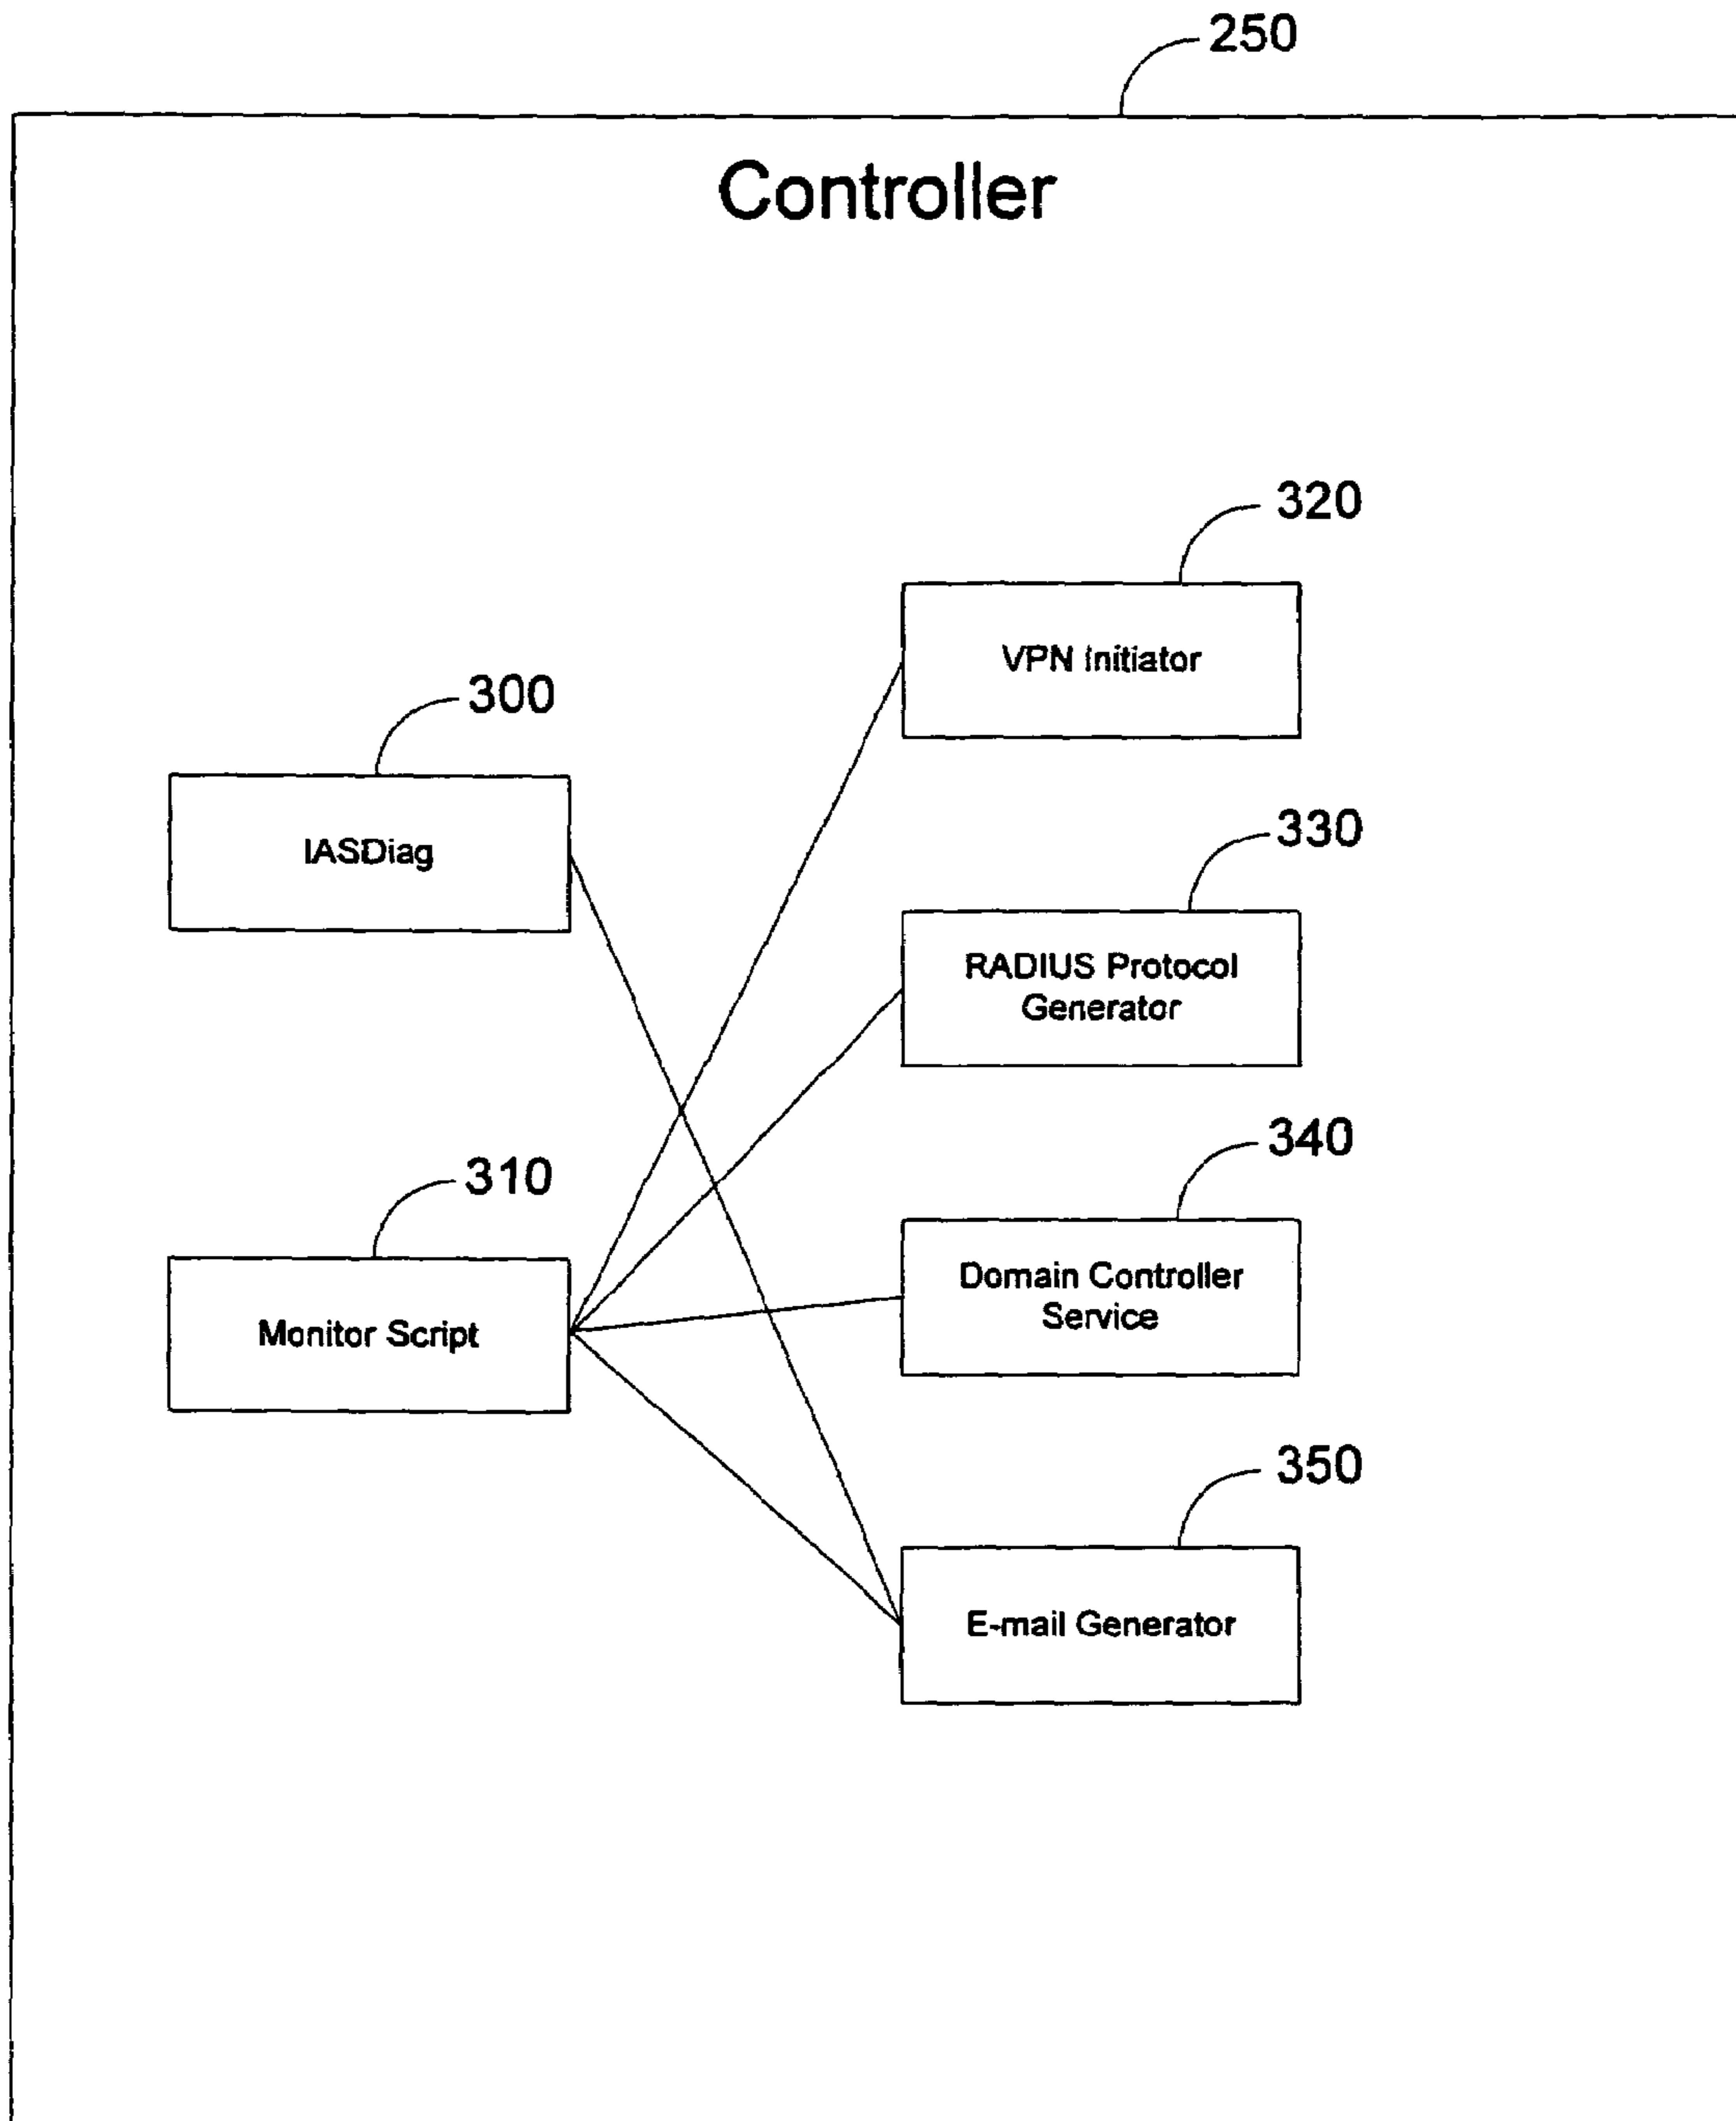 250
Controller
320
VPN Initiator
300
IASDiag
330
RADIUS Protocol
Generator
310
Monitor Script
340
Domain Controller
Service
350
E-mail Generator